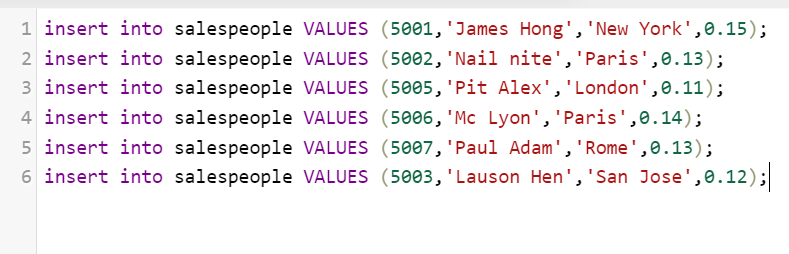 1 insert into salespeople VALUES (5001,'James Hong','New York',0.15);
2 insert into salespeople VALUES (5002,'Nail nite','Paris',0.13);
3 insert into salespeople VALUES (5005,'Pit Alex','London',0.11);
4 insert into salespeople VALUES (5006,'Mc Lyon','Paris',0.14);
5 insert into salespeople VALUES (5007,'Paul Adam','Rome',0.13);
6 insert into salespeople VALUES (5003,'Lauson Hen','San Jose',0.12);